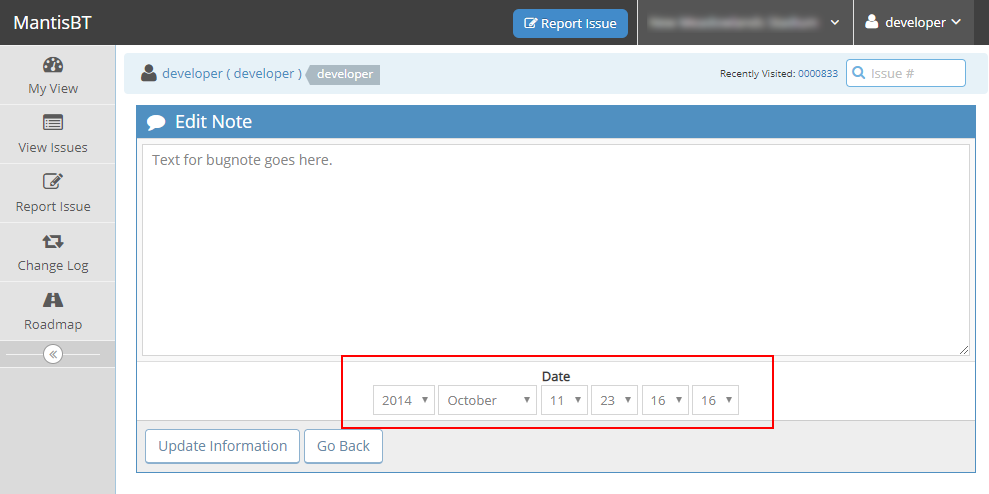 MantisBT
Report Issue
developer
My View
View Issues
Report Issue
Change Log
Roadmap
developer ( developer ) developer
Recently Visited: 0000833
Issue #
Edit Note
Text for bugnote goes here.
Date
2014 October 11 23 16 16
Update Information Go Back